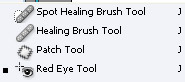 Spot Healing Brush Tool J
Healing Brush Tool J
Patch Tool J
Red Eye Tool J